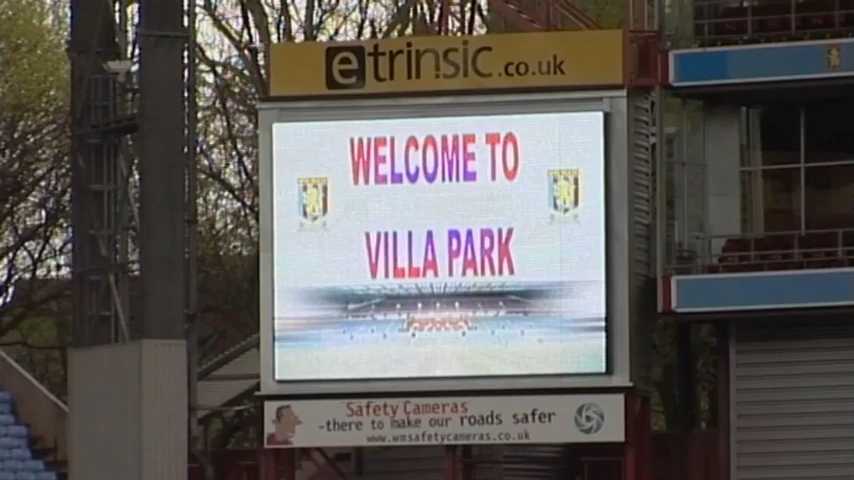 etrinsic.co.uk
WELCOME TO
VILLA PARK
Safety Cameras
-there to make our roads safer
www.wmsafetycameras.co.uk